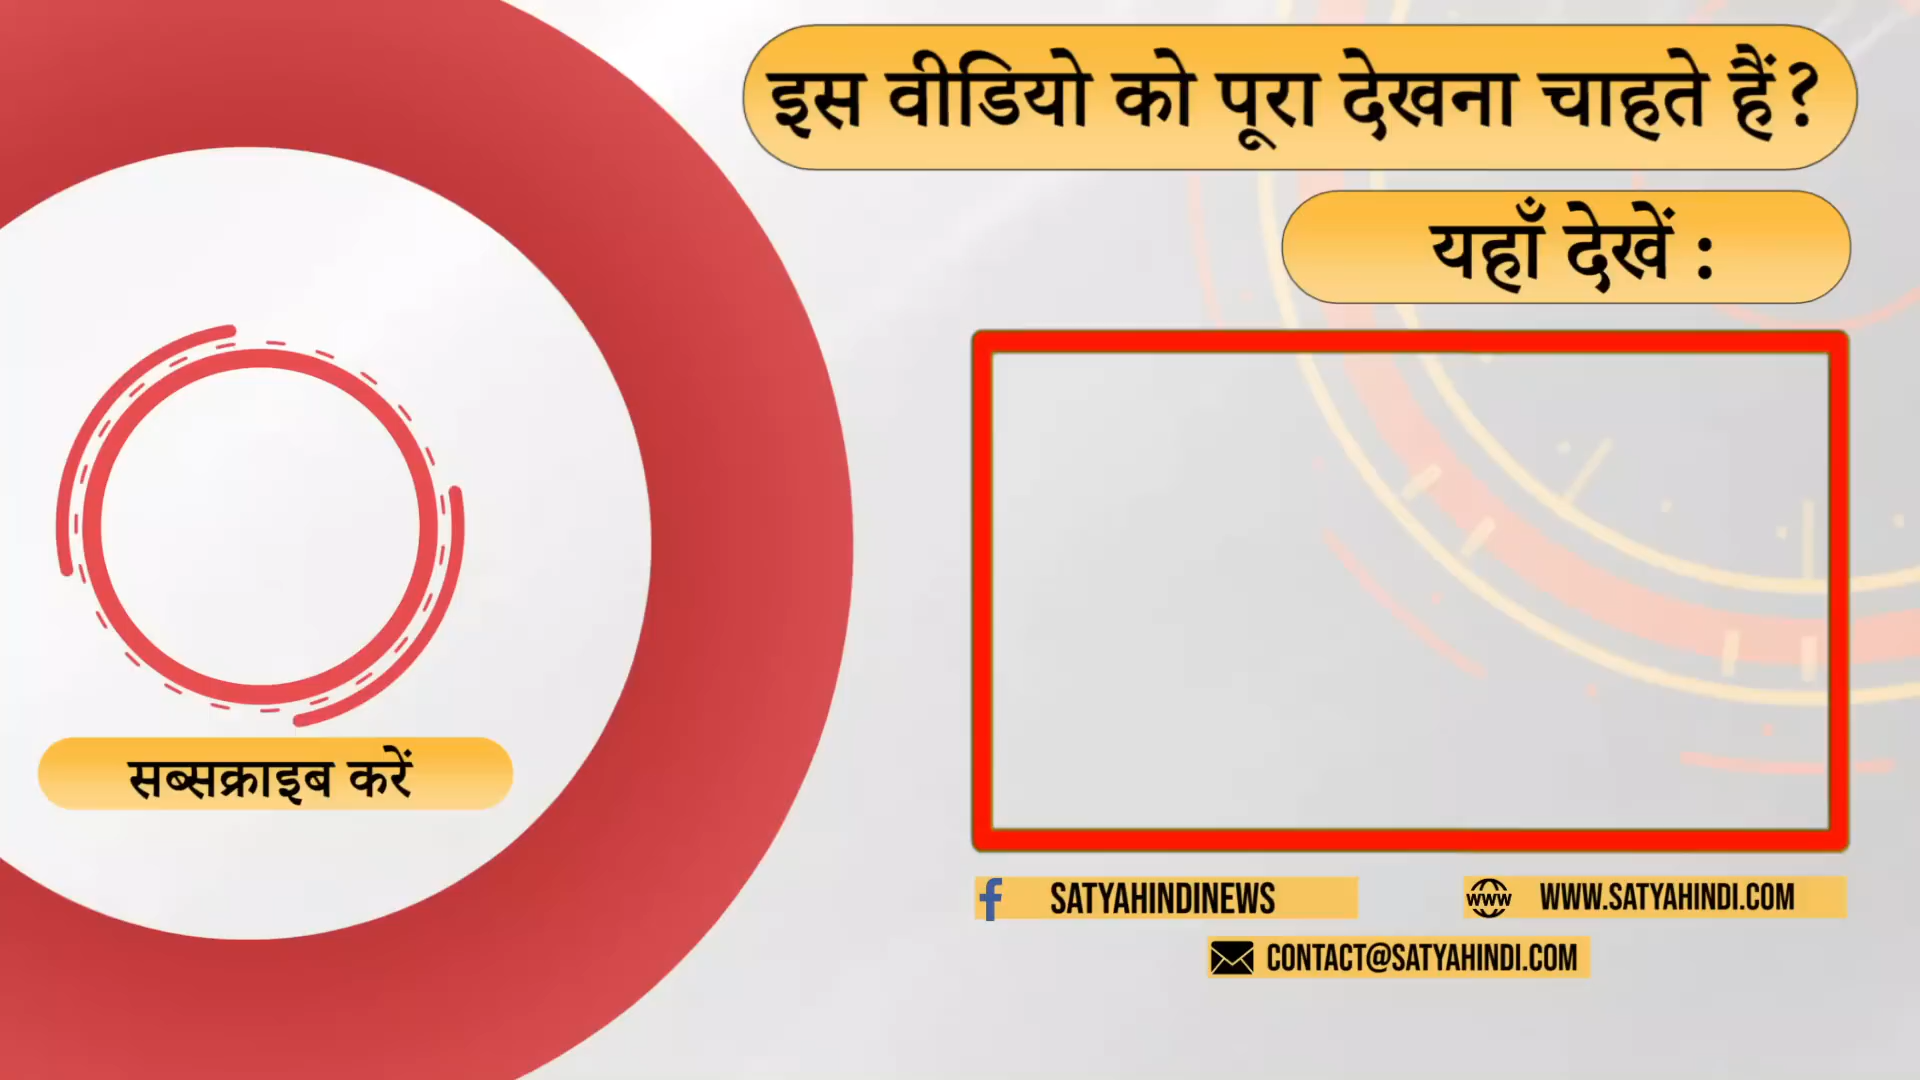 इस वीडियो को पूरा देखना चाहते हैं?
यहाँ देखें :
सब्सक्राइब करें
SATYAHINDINEWS
WWW
WWW.SATYAHINDI.COM
CONTACT@SATYAHINDI.COM